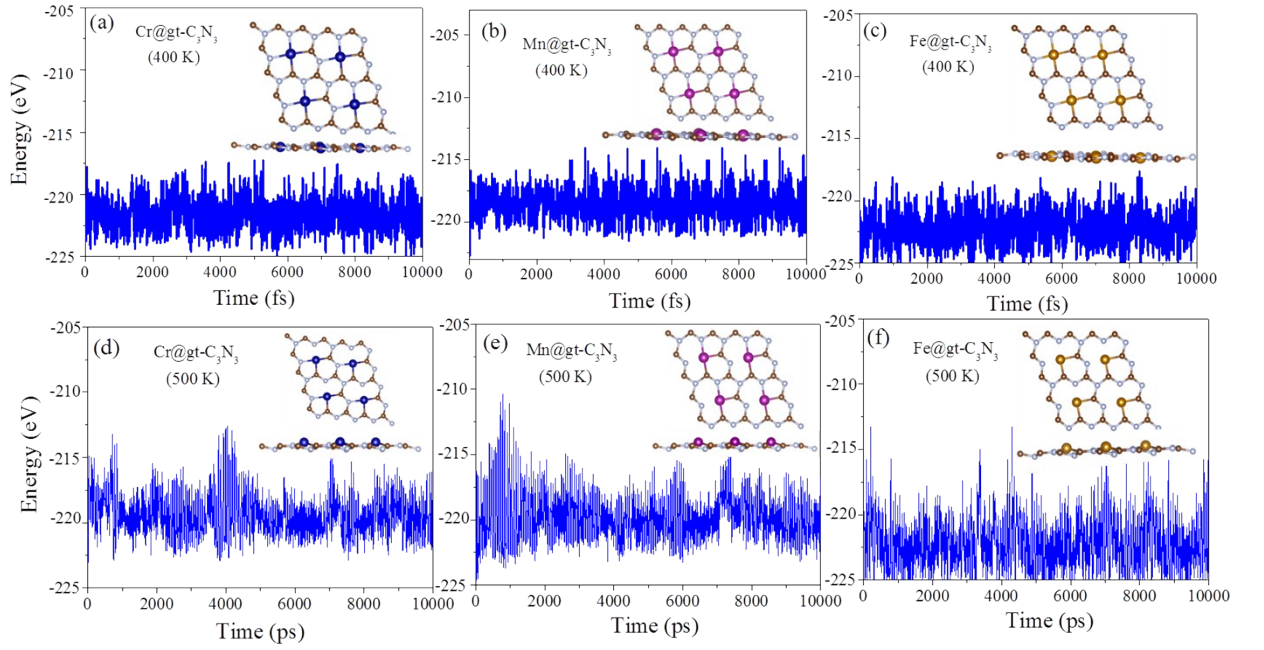 (a)
Cr@gt-C₃N₃
(400 K)
Energy (eV)
-205
-210
-215
-220
-225
0
2000
4000
6000
8000
10000
Time (fs)
(b)
Mn@gt-C₃N₃
(400 K)
-205
-210
-215
-220
0
2000
4000
6000
8000
10000
Time (fs)
(c)
Fe@gt-C₃N₃
(400 K)
-205
-210
-215
-220
-225
0
2000
4000
6000
8000
10000
Time (fs)
(d)
Cr@gt-C₃N₃
(500 K)
Energy (eV)
-205
-210
-215
-220
-225
0
2000
4000
6000
8000
10000
Time (ps)
(e)
Mn@gt-C₃N₃
(500 K)
-205
-210
-215
-220
-225
0
2000
4000
6000
8000
10000
Time (ps)
(f)
Fe@gt-C₃N₃
(500 K)
-205
-210
-215
-220
-225
0
2000
4000
6000
8000
10000
Time (ps)